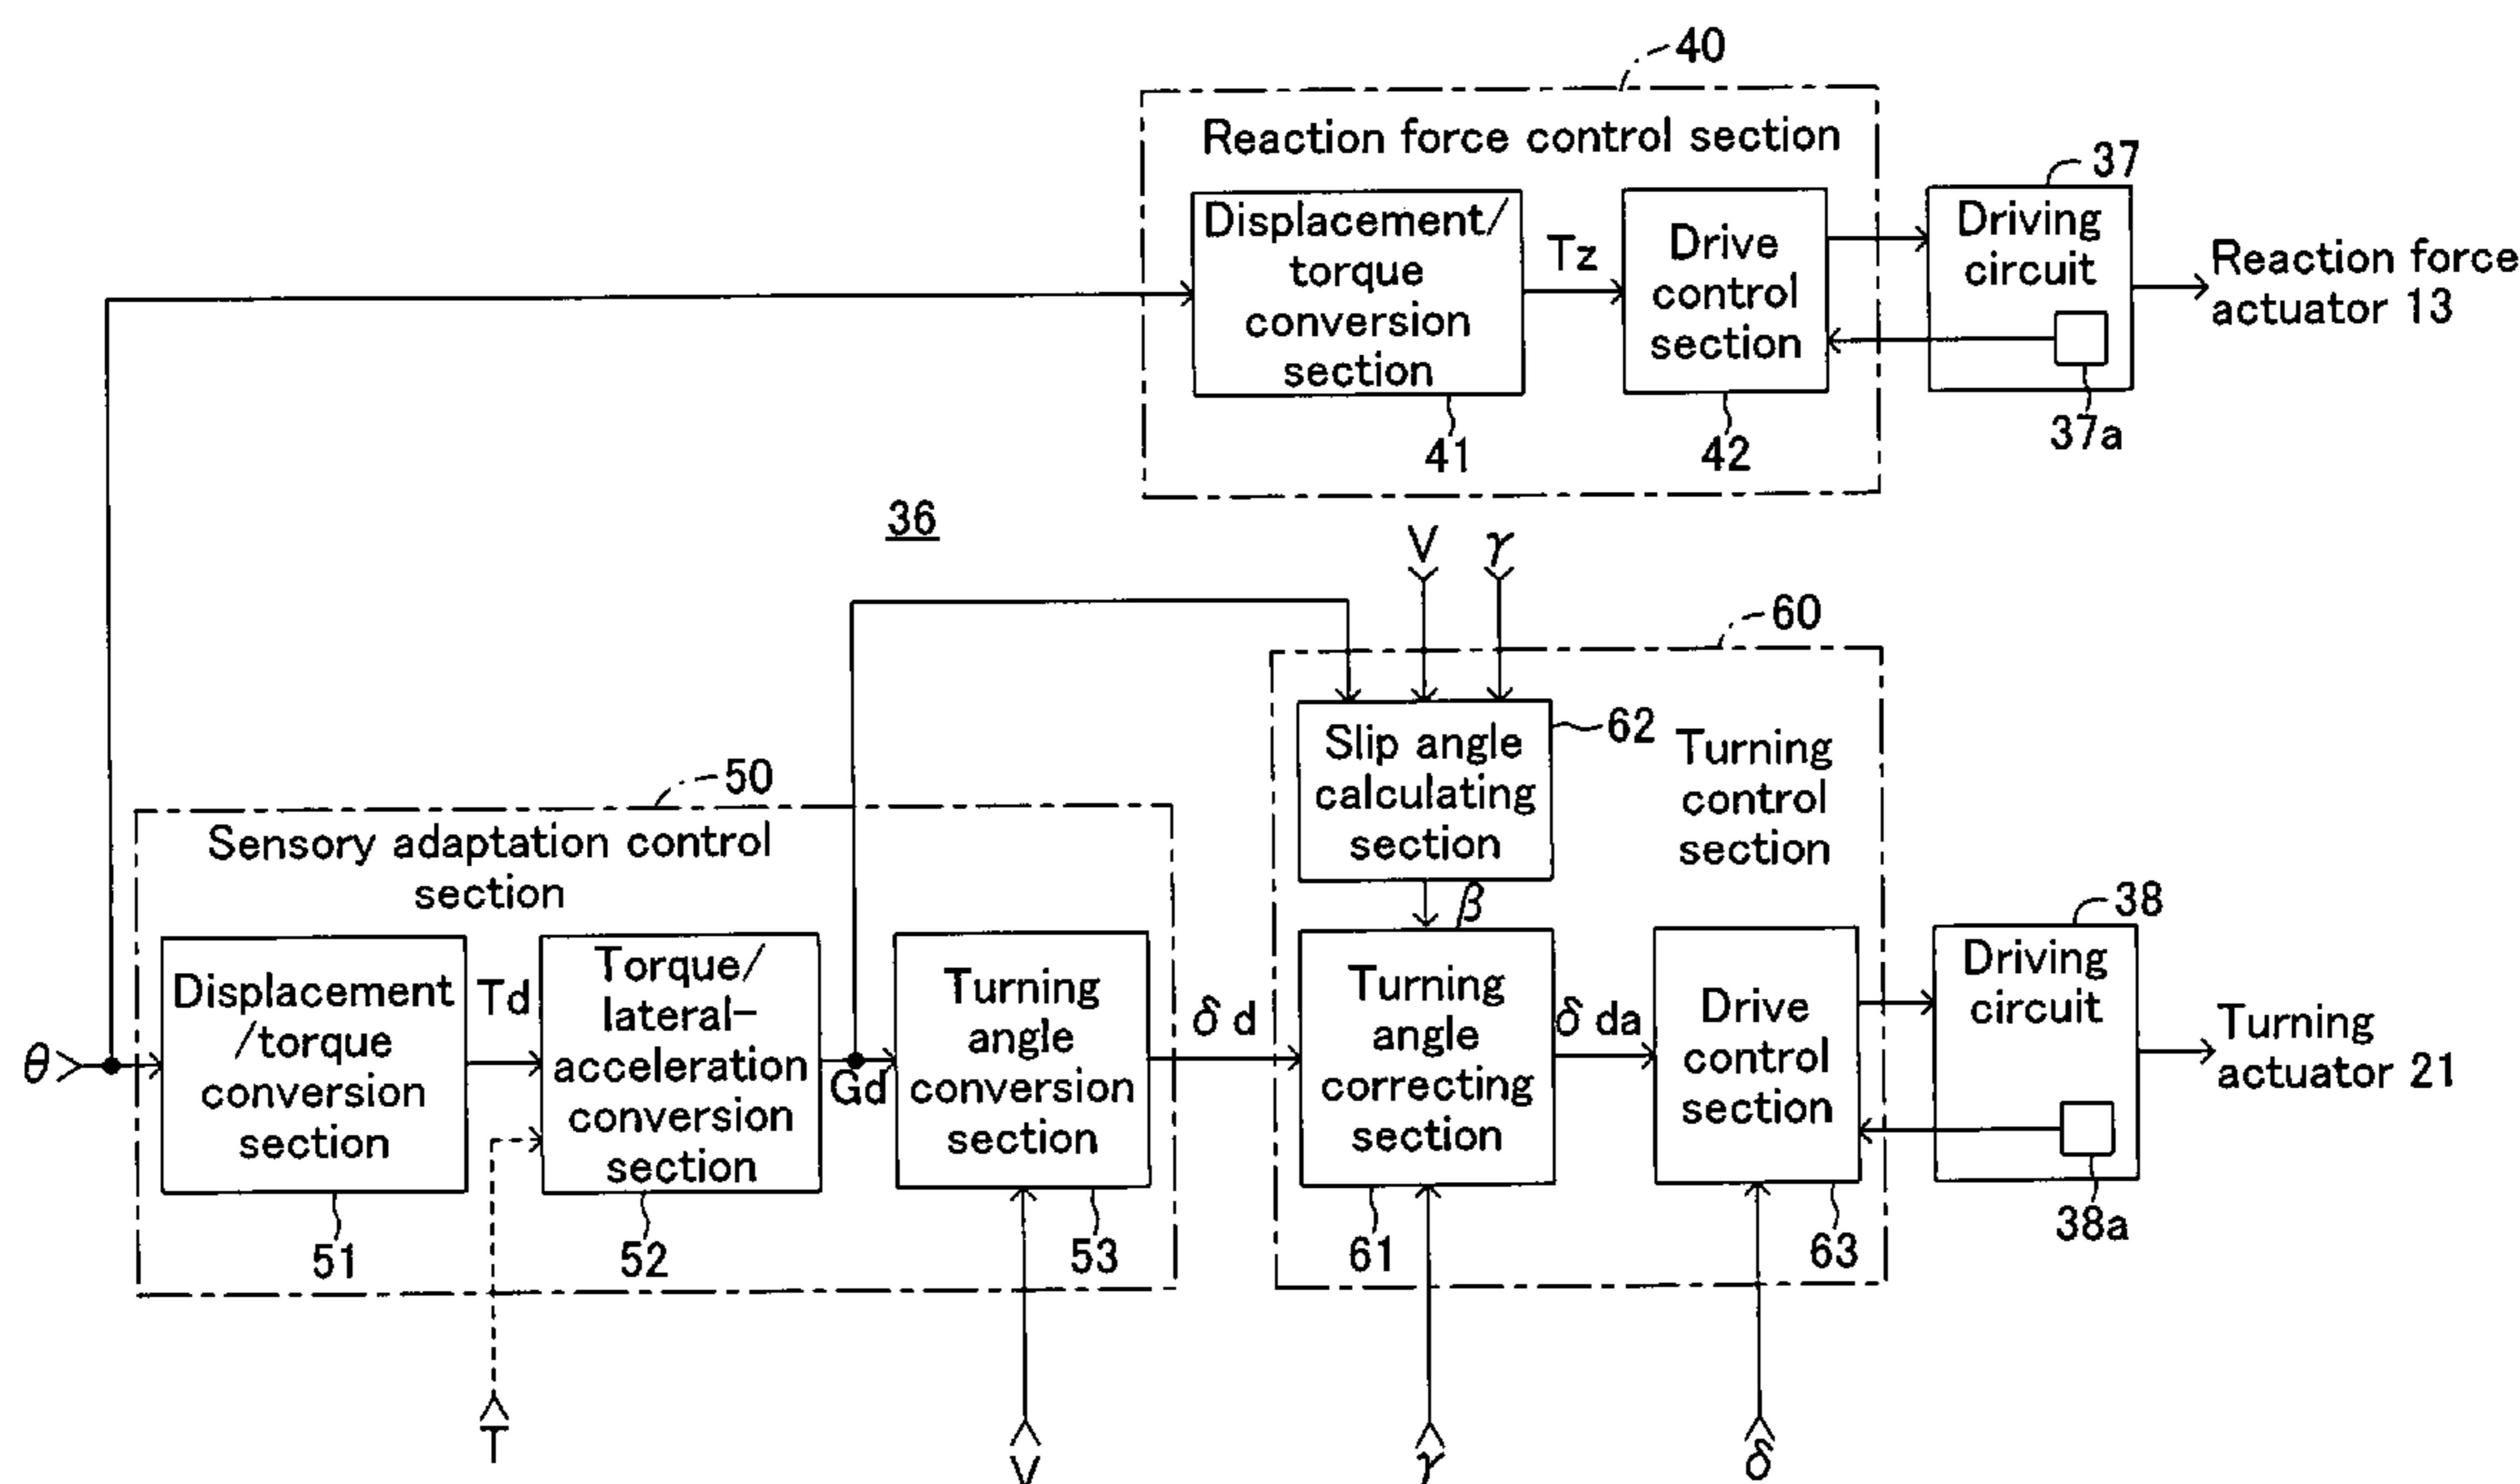 40
Reaction force control section
37
Displacement/
torque
conversion
section
Tz
Drive
control
section
Driving
circuit
Reaction force
actuator 13
41
42
37a
36
V
γ
60
Slip angle
calculating
section
62
Turning
control
section
β
50
Sensory adaptation control
section
θ
Displacement
/torque
conversion
section
Td
Torque/
lateral-
acceleration
conversion
section
Gd
Turning
angle
conversion
section
δ d
Turning
angle
correcting
section
δ da
Drive
control
section
38
Driving
circuit
Turning
actuator 21
51
52
53
61
63
38a
T
V
γ
δ